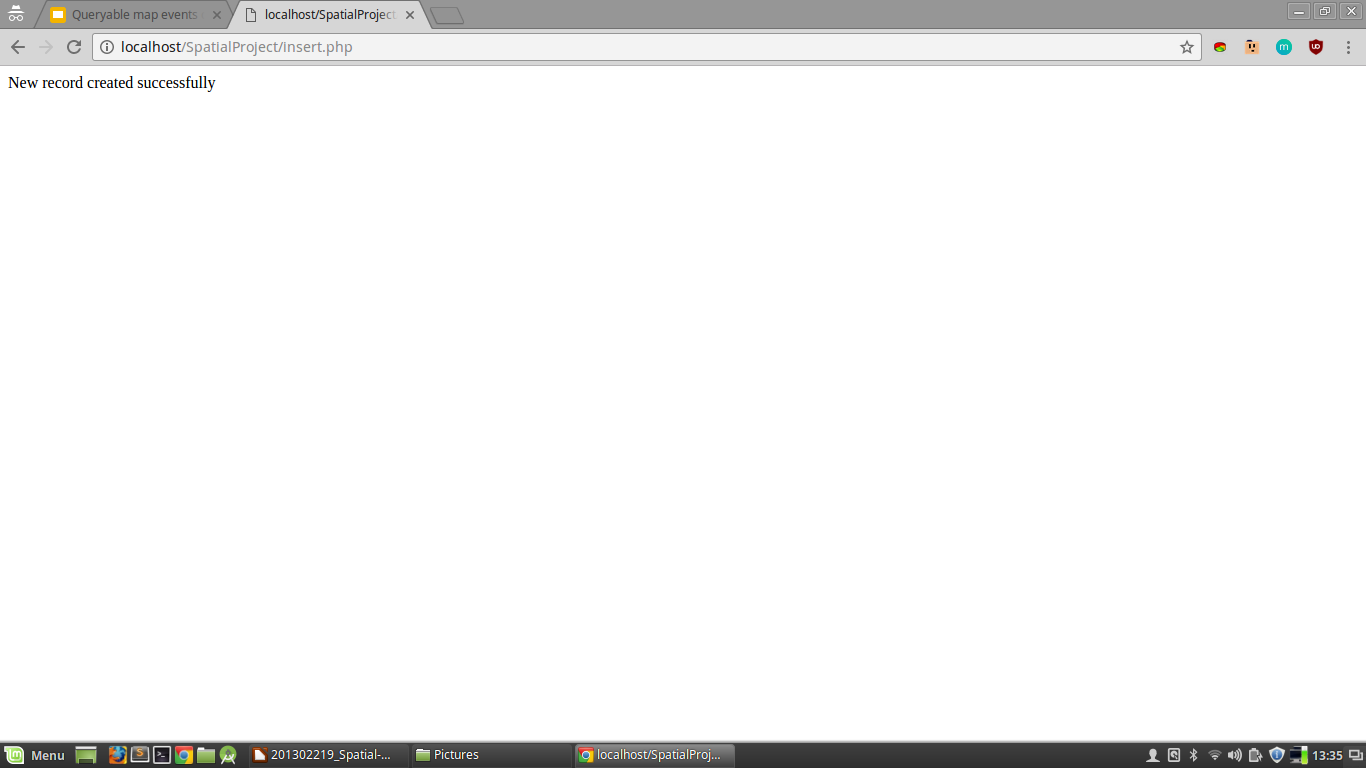 Queryable map events
localhost/SpatialProject
localhost/SpatialProject/Insert.php
m
New record created successfully
Menu
201302219_Spatial-...
Pictures
localhost/SpatialProj...
13:35